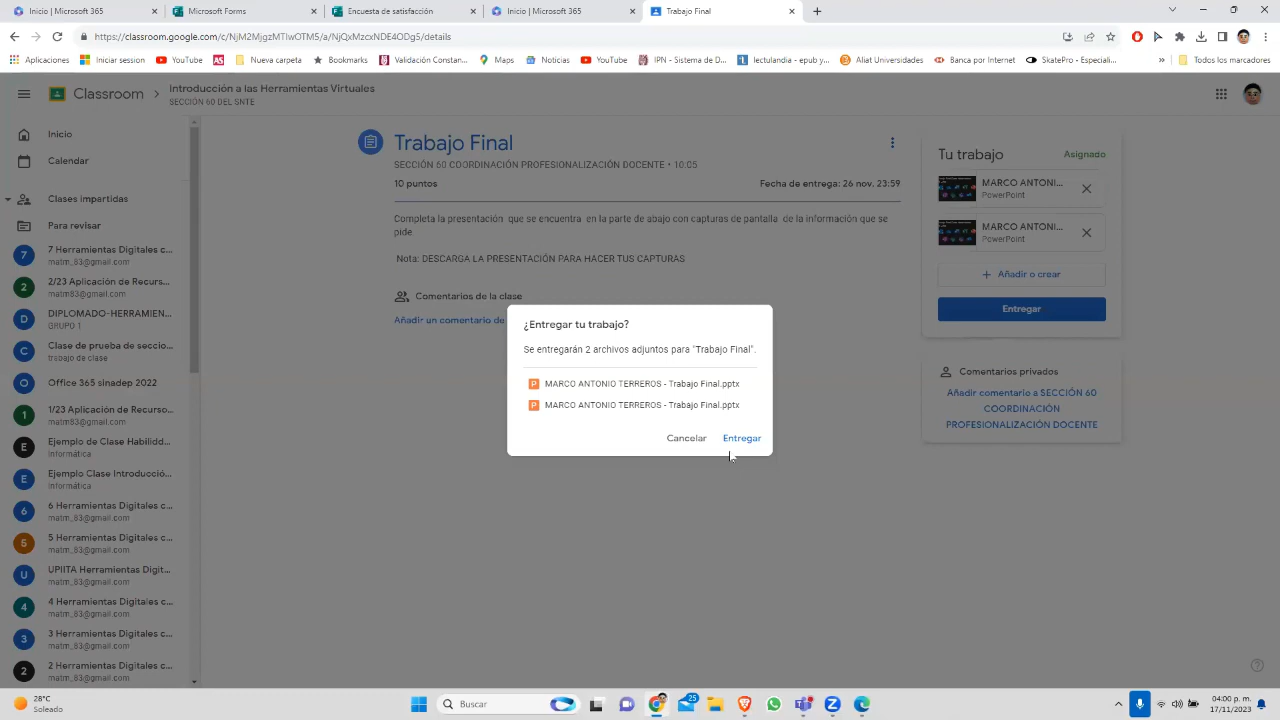 Inicio | Microsoft 365
Microsoft Forms
Encuesta de satisfacción
Inicio | Microsoft 365
Trabajo Final
https://classroom.google.com/c/NjM2MjgzMTIwOTM5/a/NjQxMzcxNDE4ODg5/details
Aplicaciones
Iniciar sesion
YouTube
Nueva carpeta
Bookmarks
Validación Constan...
Maps
Noticias
YouTube
IPN - Sistema de D...
lectulandia - epub y...
Aliat Universidades
Banca por Internet
SkatePro - Especiali...
Todos los marcadores
Classroom
Introducción a las Herramientas Virtuales
SECCIÓN 60 DEL SNTE
Inicio
Calendar
Clases impartidas
Para revisar
7 7 Herramientas Digitales c...
matm_83@gmail.com
2 2/23 Aplicación de Recurs...
matm83@gmail.com
D DIPLOMADO-HERRAMIEN...
GRUPO 1
C Clase de prueba de seccio...
trabajo de clase
O Office 365 sinadep 2022
1 1/23 Aplicación de Recurso...
matm_83@gmail.com
E Ejemplo de Clase Habilidd...
Informática
E Ejemplo Clase Introducció...
Informática
6 6 Herramientas Digitales c...
matm_83@gmail.com
5 5 Herramientas Digitales c...
matm_83@gmail.com
U UPIITA Herramientas Digit...
matm_83@gmail.com
4 4 Herramientas Digitales c...
matm_83@gmail.com
3 3 Herramientas Digitales c...
matm_83@gmail.com
2 2 Herramientas Digitales c...
matm_83@gmail.com
Trabajo Final
SECCIÓN 60 COORDINACIÓN PROFESIONALIZACIÓN DOCENTE • 10:05
10 puntos
Fecha de entrega: 26 nov. 23:59
Completa la presentación que se encuentra en la parte de abajo con capturas de pantalla de la información que se
pide
Nota: DESCARGA LA PRESENTACIÓN PARA HACER TUS CAPTURAS
Comentarios de la clase
Añadir un comentario de
¿Entregar tu trabajo?
Se entregarán 2 archivos adjuntos para "Trabajo Final".
MARCO ANTONIO TERREROS - Trabajo Final.pptx
MARCO ANTONIO TERREROS - Trabajo Final.pptx
Cancelar
Entregar
Tu trabajo
Asignado
MARCO ANTONI...
PowerPoint
MARCO ANTONI...
PowerPoint
+ Añadir o crear
Entregar
Comentarios privados
Añadir comentario a SECCIÓN 60
COORDINACIÓN
PROFESIONALIZACIÓN DOCENTE
28°C
Soleado
Buscar
25
04:00 p. m.
17/11/2023